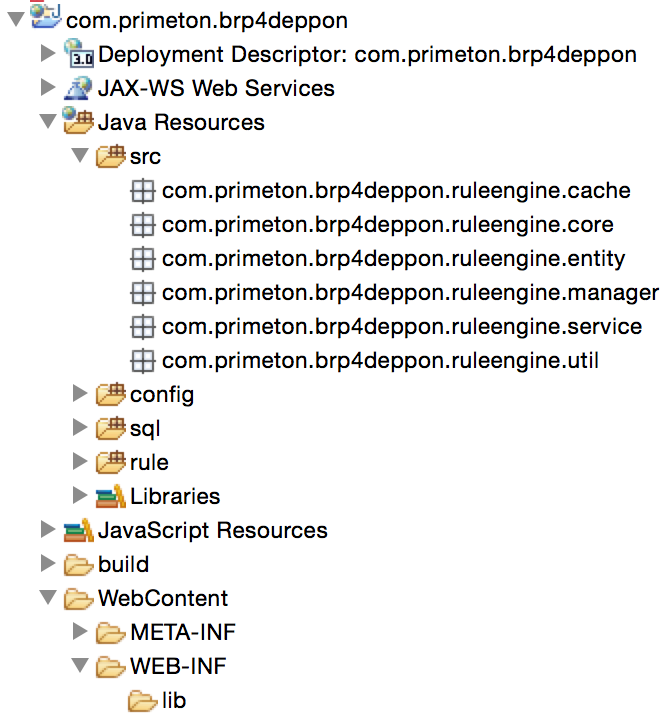 com.primeton.brp4deppon
3.0 Deployment Descriptor: com.primeton.brp4deppon
JAX-WS Web Services
Java Resources
src
com.primeton.brp4deppon.ruleengine.cache
com.primeton.brp4deppon.ruleengine.core
com.primeton.brp4deppon.ruleengine.entity
com.primeton.brp4deppon.ruleengine.manager
com.primeton.brp4deppon.ruleengine.service
com.primeton.brp4deppon.ruleengine.util
config
sql
rule
Libraries
JavaScript Resources
build
WebContent
META-INF
WEB-INF
lib